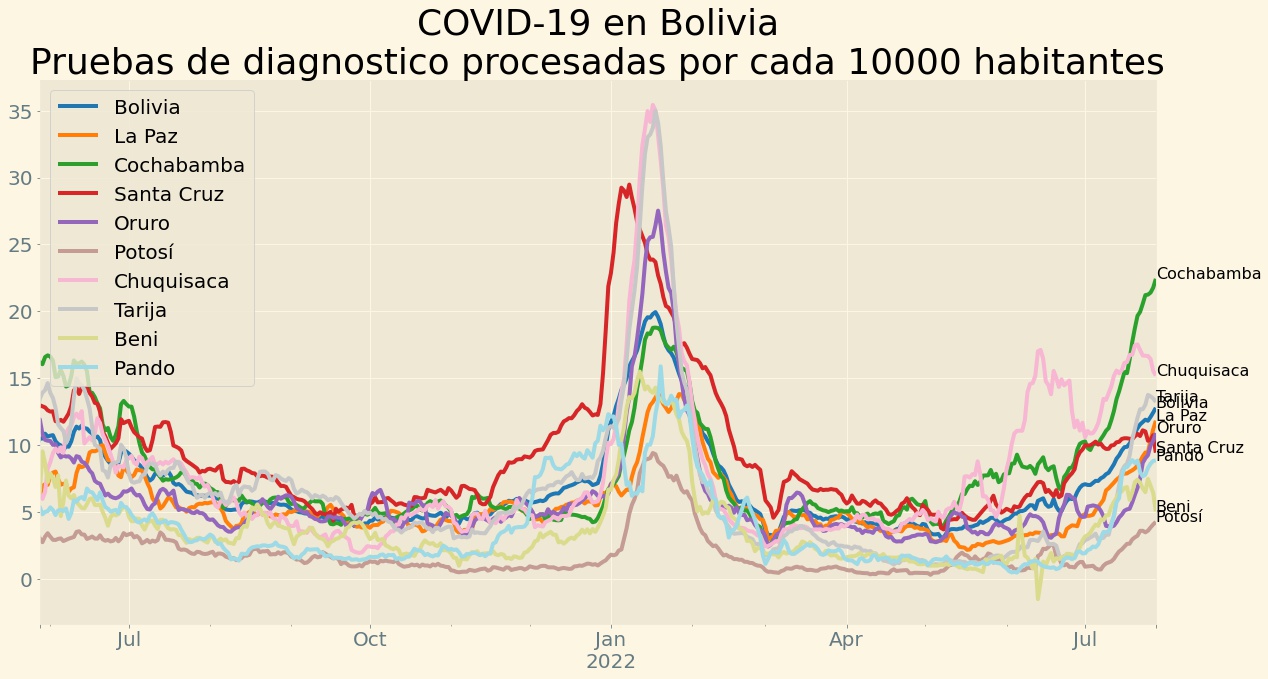 COVID-19 en Bolivia
Pruebas de diagnostico procesadas por cada 10000 habitantes
Bolivia
La Paz
Cochabamba
Santa Cruz
Oruro
Potosí
Chuquisaca
Tarija
Beni
Pando
35
30
25
20
15
10
5
0
Cochabamba
Chuquisaca
Tarija
Bolivia
La Paz
Oruro
Santa Cruz
Pando
Beni
Potosí
Jul
Oct
Jan
Apr
Jul
2022